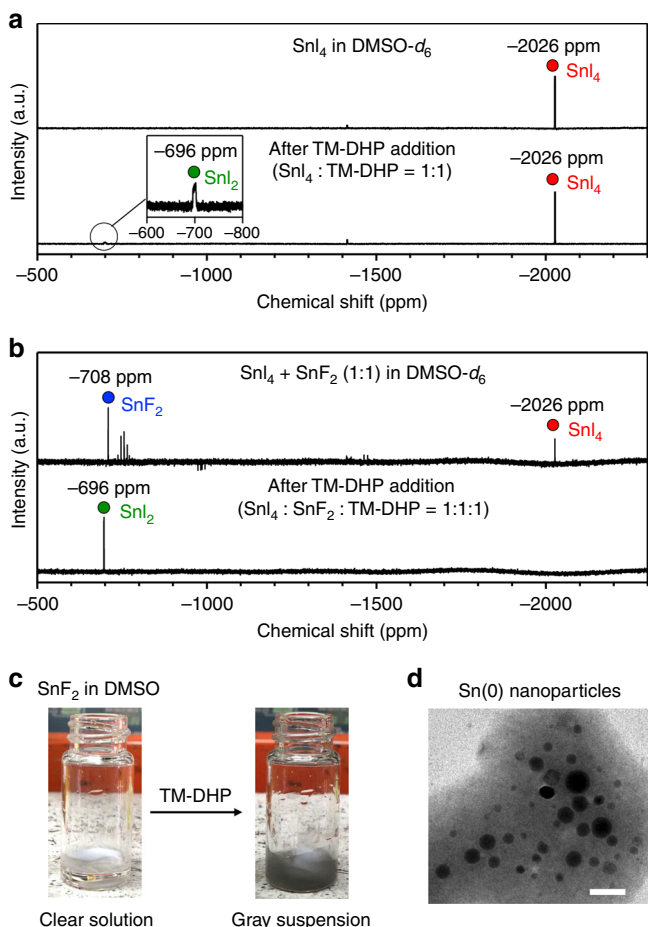 a
SnI₄ in DMSO-d₆
–2026 ppm
SnI₄
–696 ppm
SnI₂
–600 –700 –800
After TM-DHP addition
(SnI₄ : TM-DHP = 1:1)
–2026 ppm
SnI₄
Intensity (a.u.)
–500 –1000 –1500 –2000
Chemical shift (ppm)
b
–708 ppm
SnF₂
SnI₄ + SnF₂ (1:1) in DMSO-d₆
–2026 ppm
SnI₄
–696 ppm
SnI₂
After TM-DHP addition
(SnI₄ : SnF₂ : TM-DHP = 1:1:1)
Intensity (a.u.)
–500 –1000 –1500 –2000
Chemical shift (ppm)
c
SnF₂ in DMSO
TM-DHP
Clear solution
Gray suspension
d
Sn(0) nanoparticles